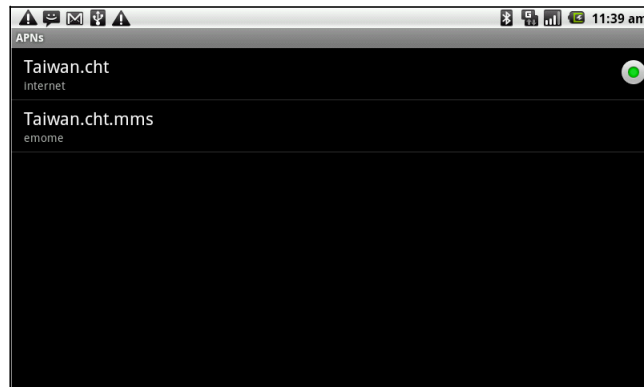 11:39 am
APNs
Taiwan.cht
internet
Taiwan.cht.mms
emome